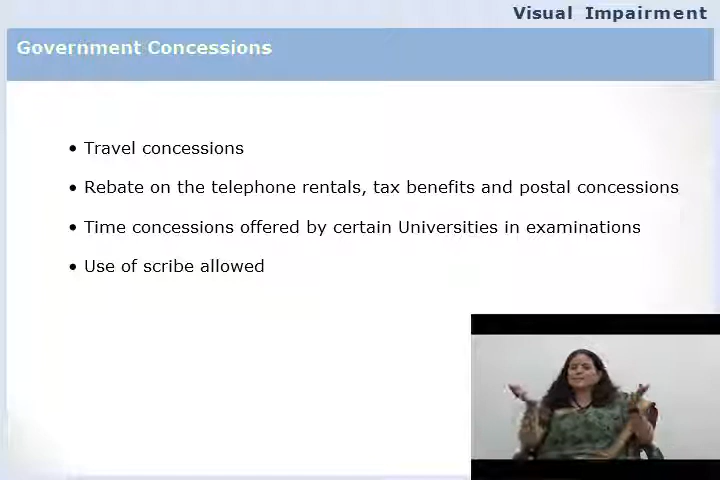 Visual Impairment
Government Concessions
• Travel concessions
• Rebate on the telephone rentals, tax benefits and postal concessions
• Time concessions offered by certain Universities in examinations
• Use of scribe allowed